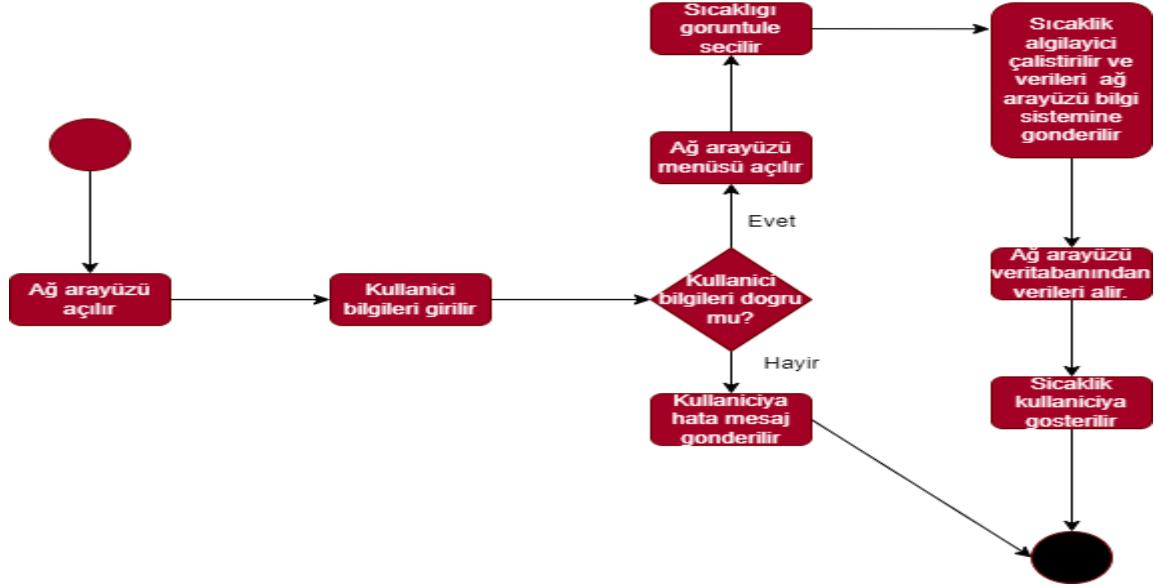 Sıcaklıgı
goruntule
secilir
Sıcaklik
algilayici
çalistirilir ve
verileri ağ
arayüzü bilgi
sistemine
gonderilir
Ağ arayüzü
menüsü açılır
Evet
Ağ arayüzü
açılır
Kullanici
bilgileri girilir
Kullanici
bilgileri dogru
mu?
Ağ arayüzü
veritabanından
verileri alir.
Hayir
Kullaniciya
hata mesaj
gonderilir
Sicaklik
kullaniciya
gosterilir